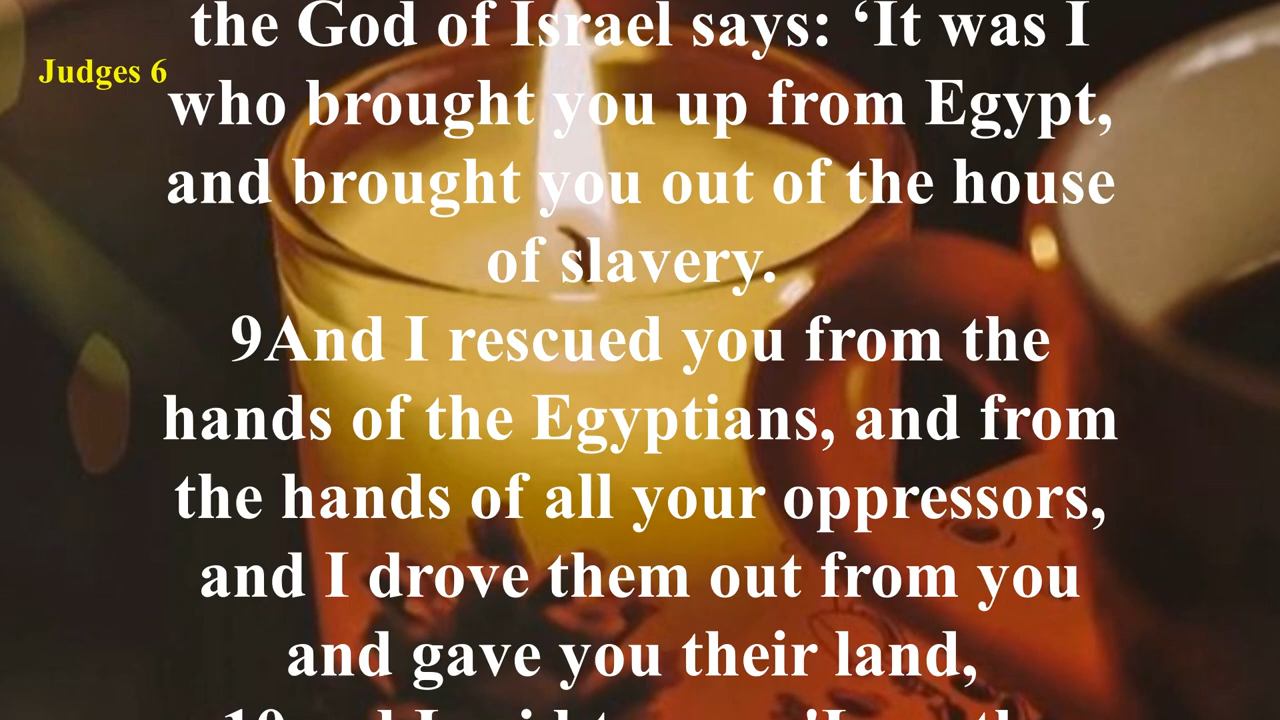 the God of Israel says: ‘It was I
Judges 6
who brought you up from Egypt,
and brought you out of the house
of slavery.
9And I rescued you from the
hands of the Egyptians, and from
the hands of all your oppressors,
and I drove them out from you
and gave you their land,